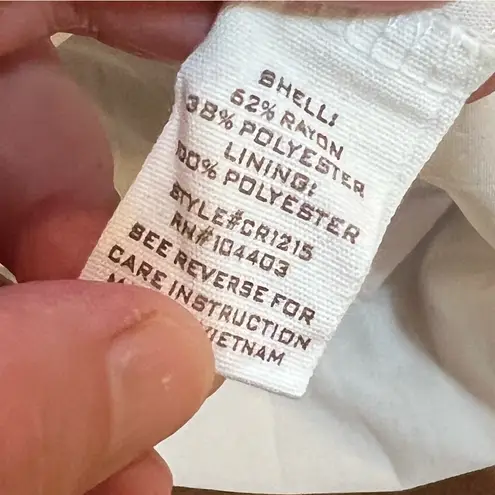 SHELL:
62% RAYON
38% POLYESTER
LINING:
100% POLYESTER
STYLE#CR1215
RN#104403
SEE REVERSE FOR
CARE INSTRUCTION
VIETNAM